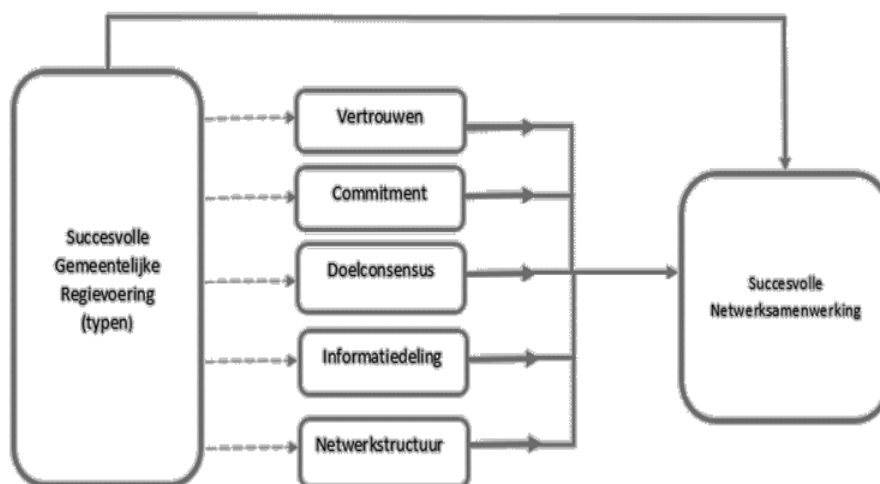 Succesvolle
Gemeentelijke
Regievoering
(typen)
Vertrouwen
Commitment
Doelconsensus
Informatiedeling
Netwerkstructuur
Succesvolle
Netwerksamenwerking